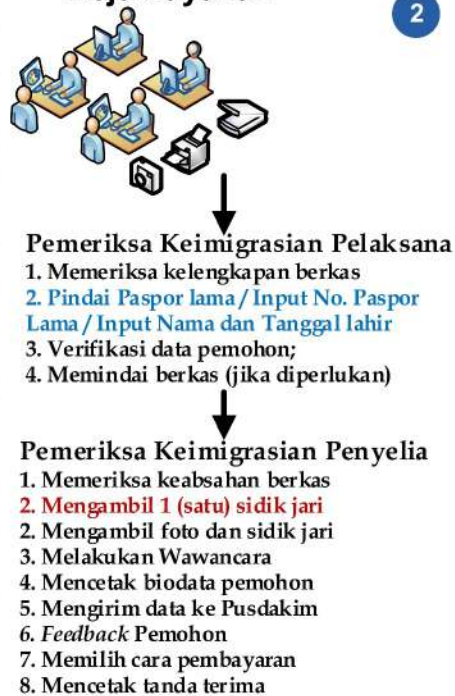 2
Pemeriksa Keimigrasian Pelaksana
1. Memeriksa kelengkapan berkas
2. Pindai Paspor lama / Input No. Paspor
Lama / Input Nama dan Tanggal lahir
3. Verifikasi data pemohon;
4. Memindai berkas (jika diperlukan)
Pemeriksa Keimigrasian Penyelia
1. Memeriksa keabsahan berkas
2. Mengambil 1 (satu) sidik jari
2. Mengambil foto dan sidik jari
3. Melakukan Wawancara
4. Mencetak biodata pemohon
5. Mengirim data ke Pusdakim
6. Feedback Pemohon
7. Memilih cara pembayaran
8. Mencetak tanda terima